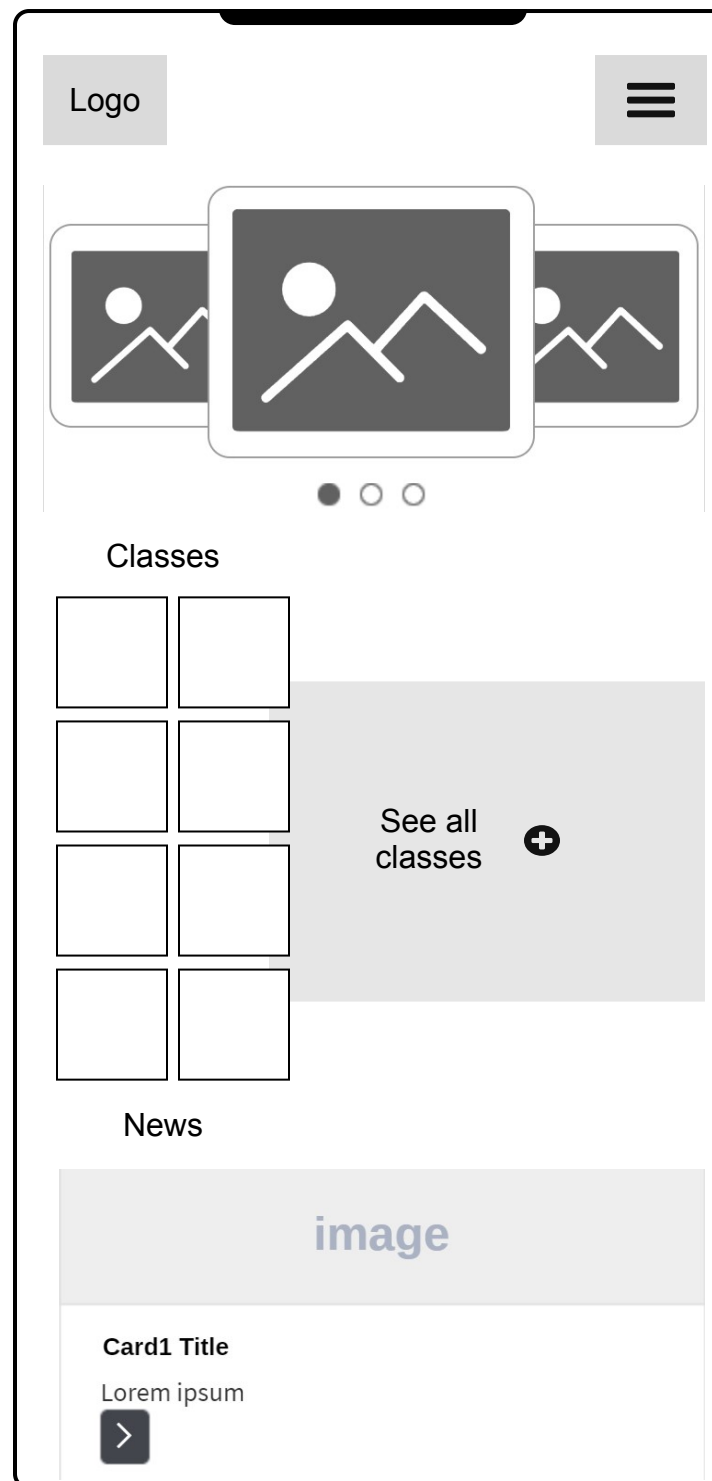 Logo
Classes
See all
classes
News
image
Card1 Title
Lorem ipsum